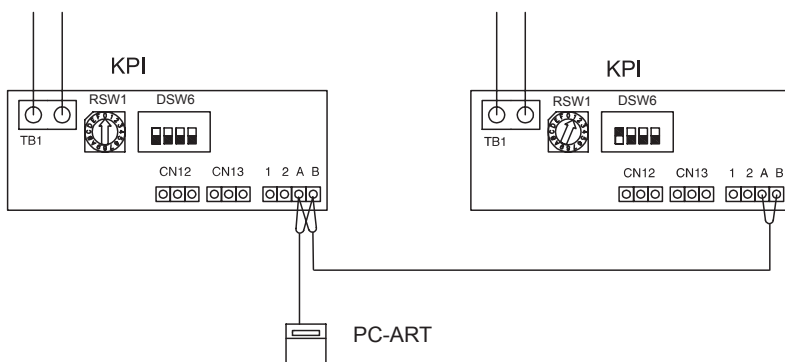 KPI
RSW1 DSW6
TB1
CN12 CN13 1 2 A B
KPI
RSW1 DSW6
TB1
CN12 CN13 1 2 A B
PC-ART